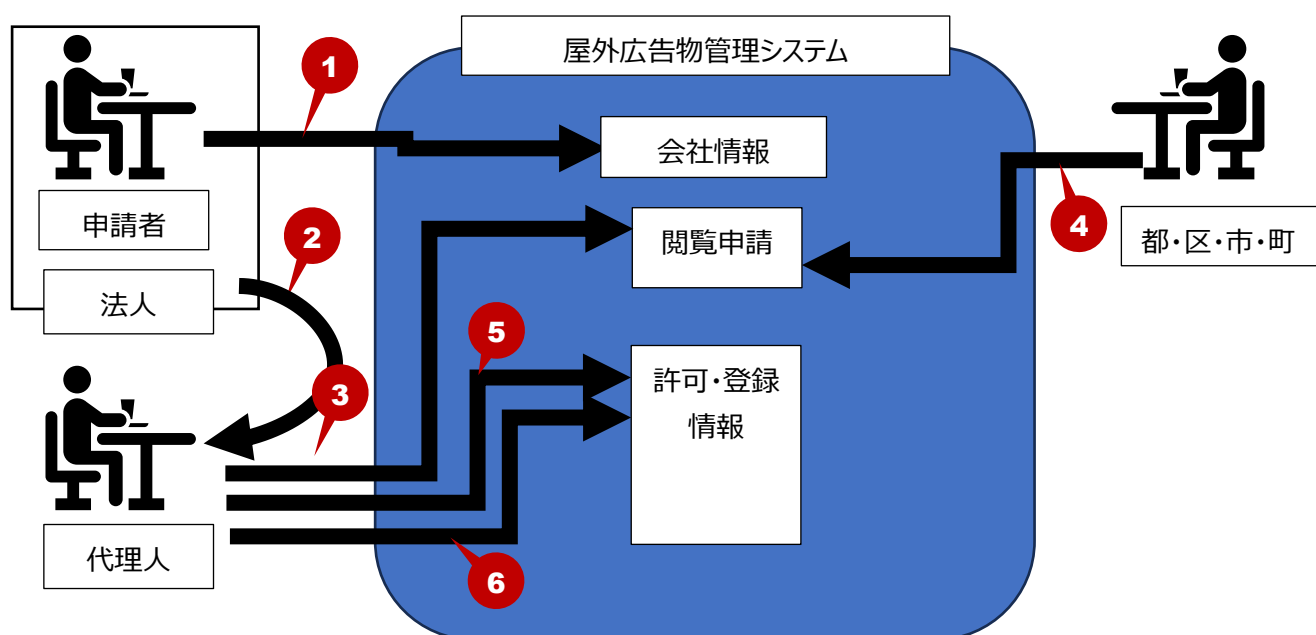 屋外広告物管理システム
1
会社情報
申請者
法人
2
閲覧申請
4
都・区・市・町
3
5
許可・登録
情報
代理人
6